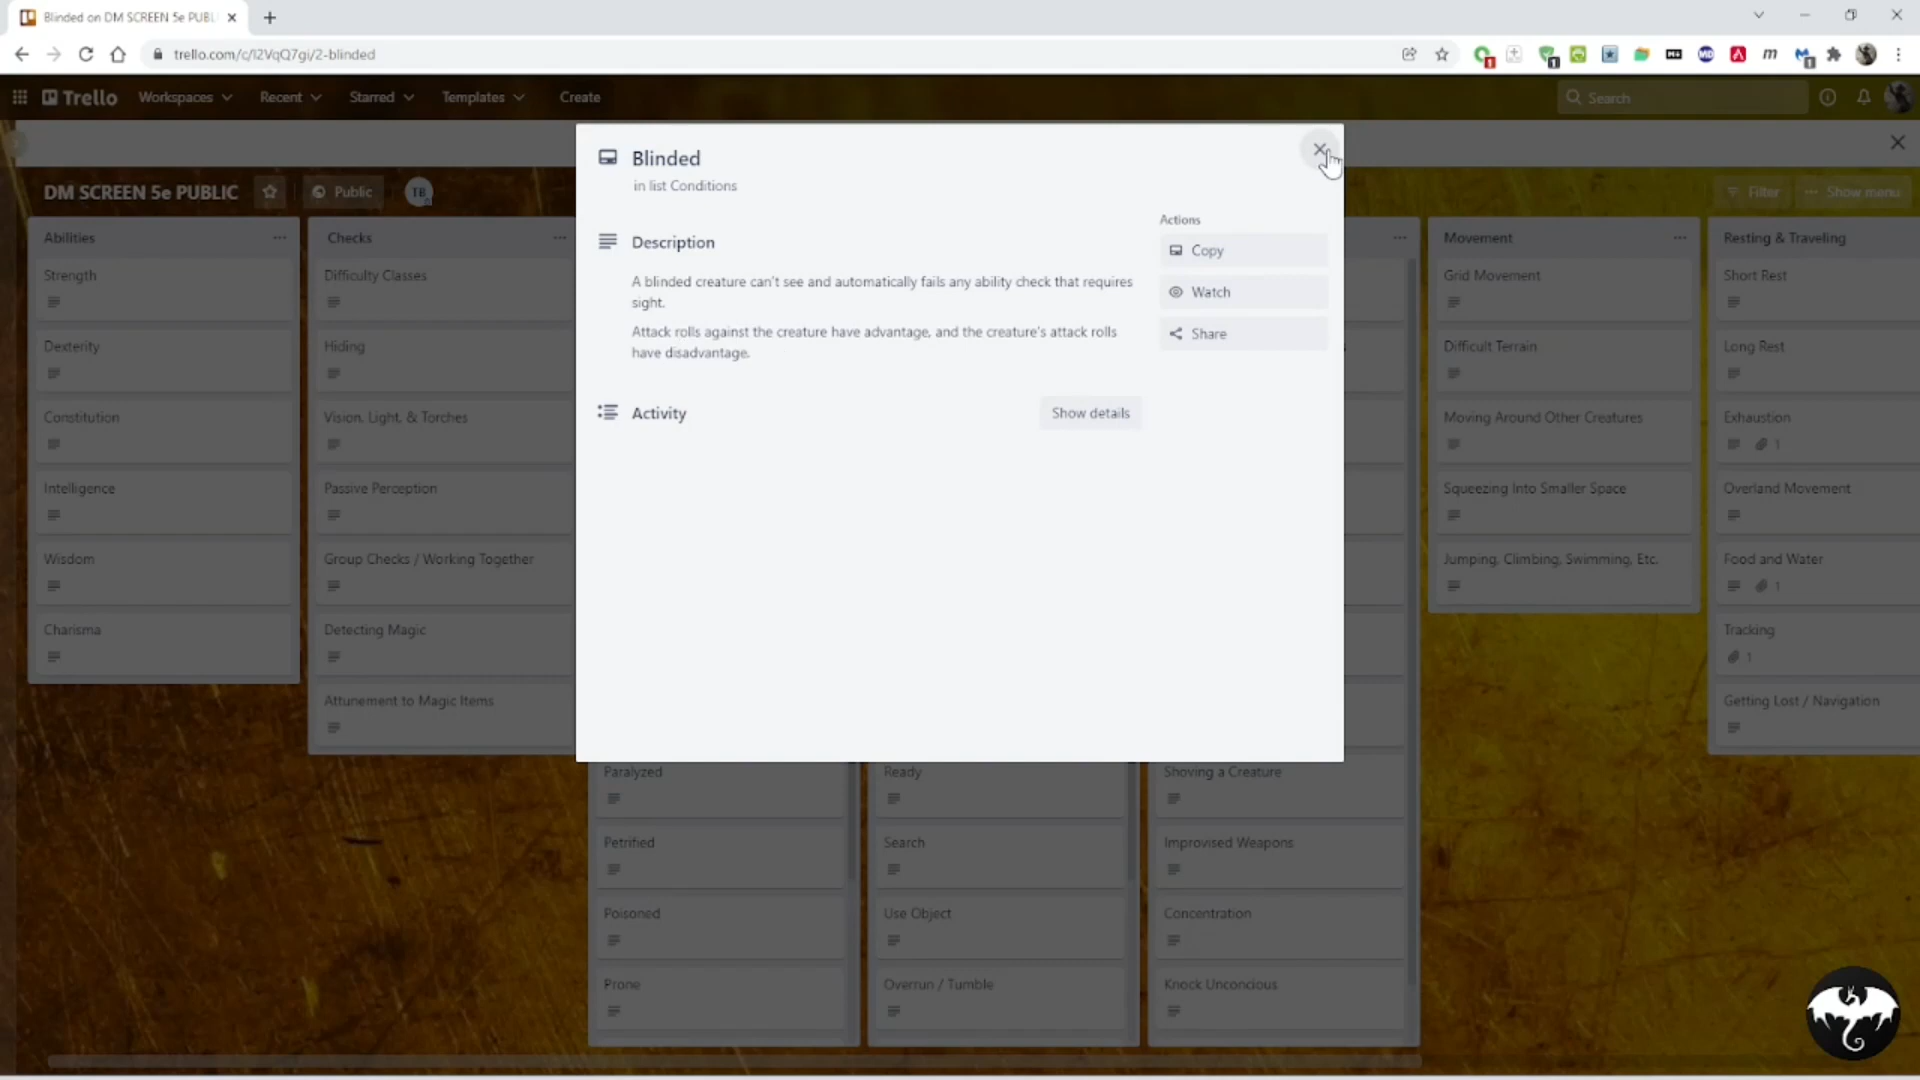 Blinded on DM SCREEN 5e PUBL
trello.com/c/l2VqQ7gi/2-blinded
Trello
Workspaces
Recent
Starred
Templates
Create
Search
DM SCREEN 5e PUBLIC
Public
TB
Filter
Show menu
Abilities
Strength
Dexterity
Constitution
Intelligence
Wisdom
Charisma
Checks
Difficulty Classes
Hiding
Vision, Light, & Torches
Passive Perception
Group Checks / Working Together
Detecting Magic
Attunement to Magic Items
Blinded
in list Conditions
Description
A blinded creature can't see and automatically fails any ability check that requires
sight.
Attack rolls against the creature have advantage, and the creature's attack rolls
have disadvantage.
Activity
Show details
Actions
Copy
Watch
Share
Paralyzed
Petrified
Poisoned
Prone
Ready
Search
Use Object
Overrun / Tumble
Shoving a Creature
Improvised Weapons
Concentration
Knock Unconcious
Movement
Grid Movement
Difficult Terrain
Moving Around Other Creatures
Squeezing Into Smaller Space
Jumping, Climbing, Swimming, Etc.
Resting & Traveling
Short Rest
Long Rest
Exhaustion
1
Overland Movement
Food and Water
1
Tracking
1
Getting Lost / Navigation